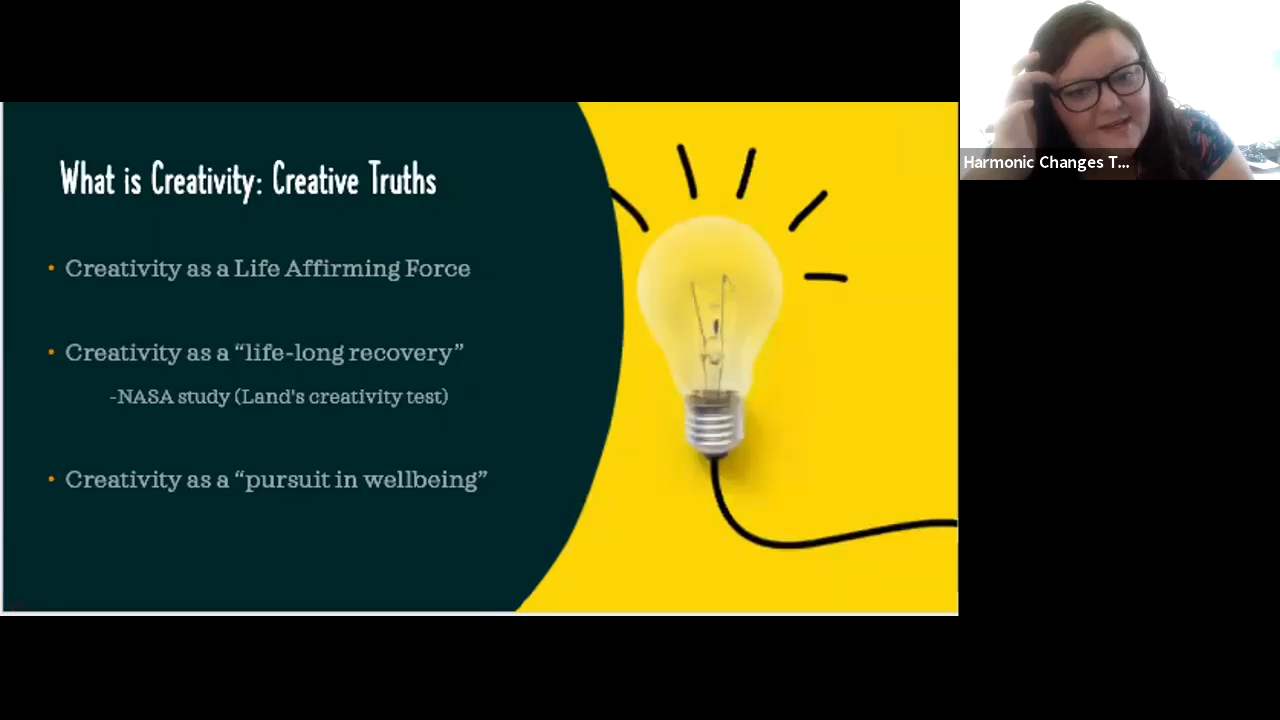 What is Creativity: Creative Truths
• Creativity as a Life Affirming Force
• Creativity as a “life-long recovery”
-NASA study (Land's creativity test)
• Creativity as a “pursuit in wellbeing”
Harmonic Changes T...